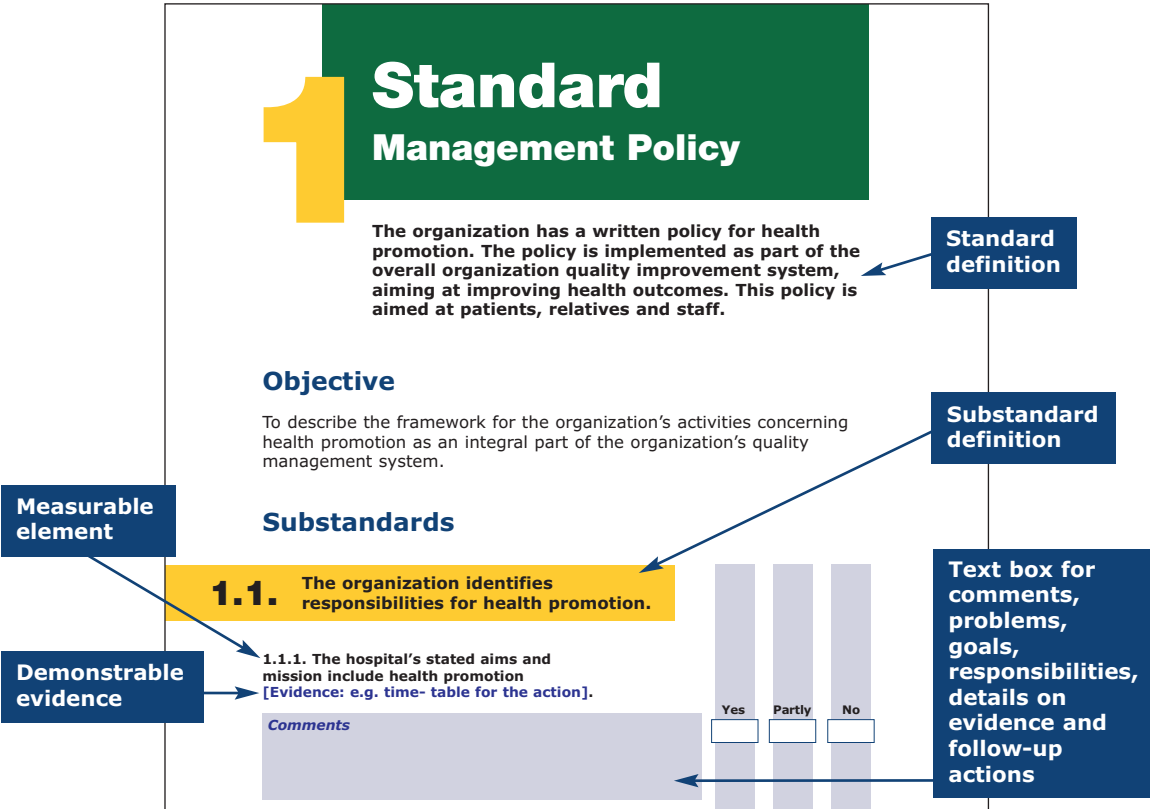 1
Standard
Management Policy
The organization has a written policy for health
promotion. The policy is implemented as part of the
overall organization quality improvement system,
aiming at improving health outcomes. This policy is
aimed at patients, relatives and staff.
Standard
definition
Objective
To describe the framework for the organization’s activities concerning
health promotion as an integral part of the organization’s quality
management system.
Substandard
definition
Measurable
element
Substandards
1.1. The organization identifies
responsibilities for health promotion.
Text box for
comments,
problems,
goals,
responsibilities,
details on
evidence and
follow-up
actions
Demonstrable
evidence
1.1.1. The hospital’s stated aims and
mission include health promotion
[Evidence: e.g. time- table for the action].
Yes Partly No
Comments